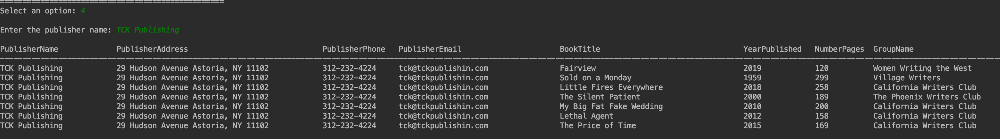 Select an option: 4
Enter the publisher name: TCK Publishing
PublisherName PublisherAddress PublisherPhone PublisherEmail BookTitle YearPublished NumberPages GroupName
TCK Publishing 29 Hudson Avenue Astoria, NY 11102 312-232-4224 tck@tckpublishin.com Fairview 2019 120 Women Writing the West
TCK Publishing 29 Hudson Avenue Astoria, NY 11102 312-232-4224 tck@tckpublishin.com Sold on a Monday 1959 299 Village Writers
TCK Publishing 29 Hudson Avenue Astoria, NY 11102 312-232-4224 tck@tckpublishin.com Little Fires Everywhere 2018 258 California Writers Club
TCK Publishing 29 Hudson Avenue Astoria, NY 11102 312-232-4224 tck@tckpublishin.com The Silent Patient 2000 189 The Phoenix Writers Club
TCK Publishing 29 Hudson Avenue Astoria, NY 11102 312-232-4224 tck@tckpublishin.com My Big Fat Fake Wedding 2010 200 California Writers Club
TCK Publishing 29 Hudson Avenue Astoria, NY 11102 312-232-4224 tck@tckpublishin.com Lethal Agent 2012 158 California Writers Club
TCK Publishing 29 Hudson Avenue Astoria, NY 11102 312-232-4224 tck@tckpublishin.com The Price of Time 2015 169 California Writers Club